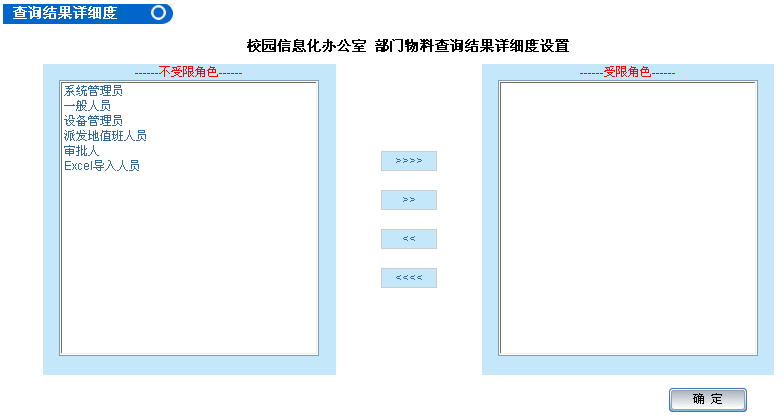 查询结果详细度
校园信息化办公室 部门物料查询结果详细度设置
------不受限角色------
系统管理员
一般人员
设备管理员
派发地值班人员
审批人
Excel导入人员
>>>>
>>
<<
<<<<
------受限角色------
确 定